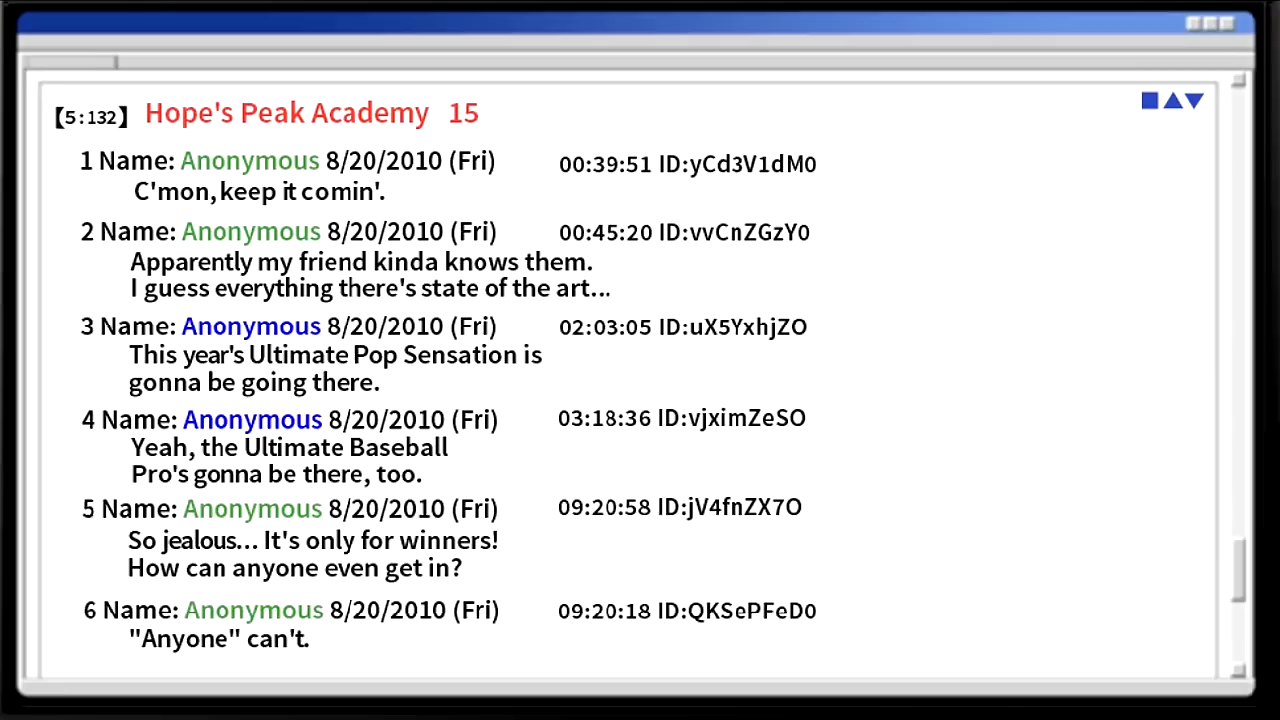 【5:132】 Hope's Peak Academy 15
1 Name: Anonymous 8/20/2010 (Fri) 00:39:51 ID:yCd3V1dM0
C'mon, keep it comin'.
2 Name: Anonymous 8/20/2010 (Fri) 00:45:20 ID:vvCnZGzY0
Apparently my friend kinda knows them.
I guess everything there's state of the art...
3 Name: Anonymous 8/20/2010 (Fri) 02:03:05 ID:uX5YxhjZO
This year's Ultimate Pop Sensation is
gonna be going there.
4 Name: Anonymous 8/20/2010 (Fri) 03:18:36 ID:vjximZeSO
Yeah, the Ultimate Baseball
Pro's gonna be there, too.
5 Name: Anonymous 8/20/2010 (Fri) 09:20:58 ID:jV4fnZX7O
So jealous... It's only for winners!
How can anyone even get in?
6 Name: Anonymous 8/20/2010 (Fri) 09:20:18 ID:QKSePFeD0
"Anyone" can't.